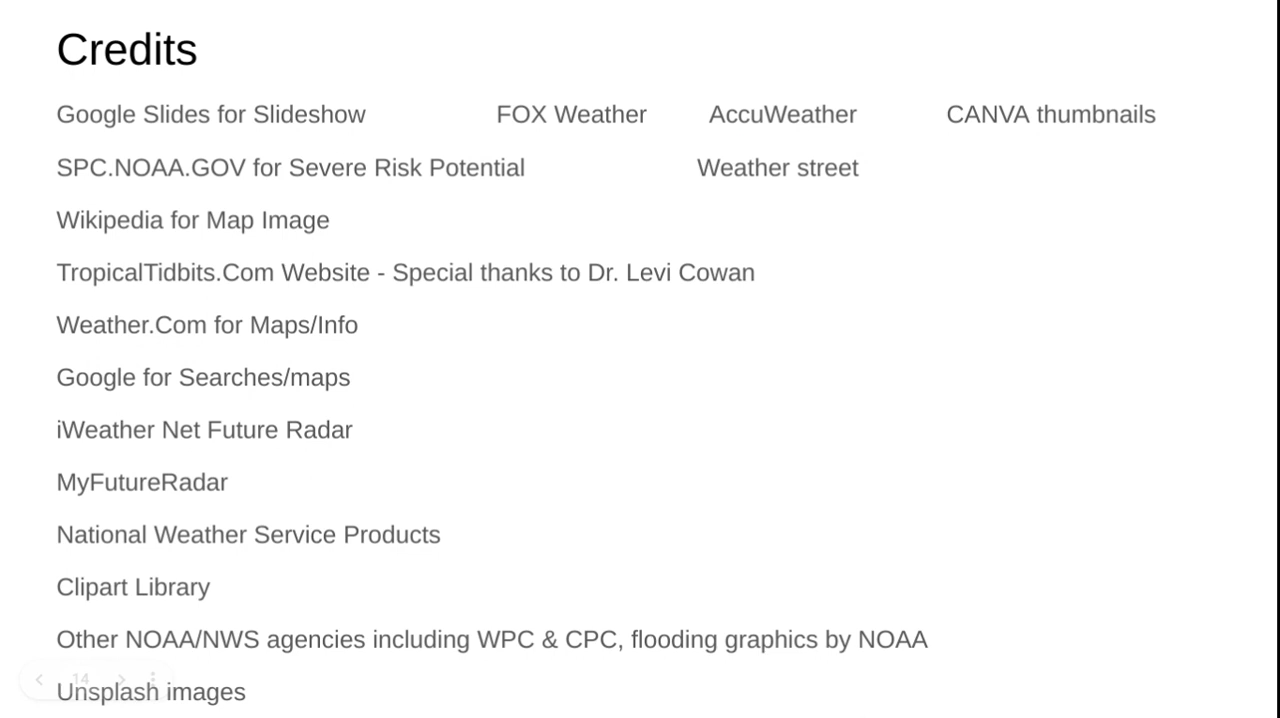 Credits
Google Slides for Slideshow FOX Weather AccuWeather CANVA thumbnails
SPC.NOAA.GOV for Severe Risk Potential Weather street
Wikipedia for Map Image
TropicalTidbits.Com Website - Special thanks to Dr. Levi Cowan
Weather.Com for Maps/Info
Google for Searches/maps
iWeather Net Future Radar
MyFutureRadar
National Weather Service Products
Clipart Library
Other NOAA/NWS agencies including WPC & CPC, flooding graphics by NOAA
14
Unsplash images